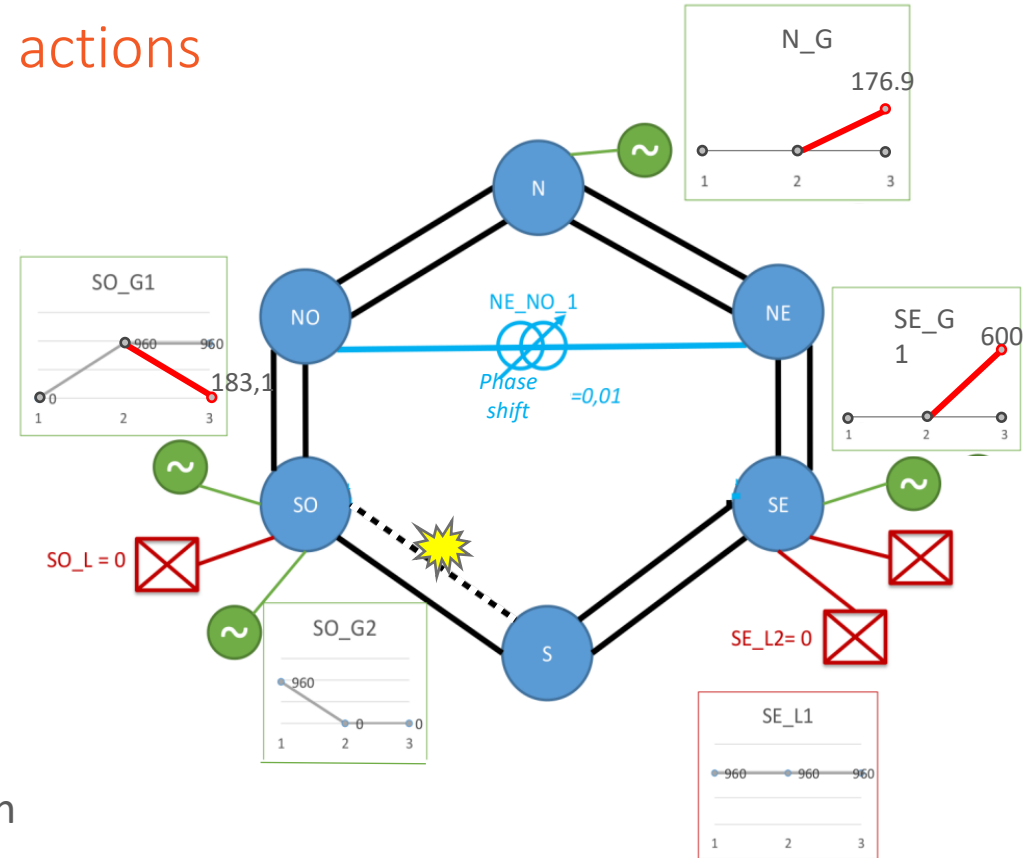 actions
N_G
176.9
1 2 3
N
SO_G1
960 960
0
183,1
1 2 3
NO
NE_NO_1
Phase
shift
=0,01
NE
SE_G
1
600
1 2 3
~
~
~
~
SO
SE
SO_L = 0
SO_G2
960
0 0
1 2 3
S
SE_L2= 0
SE_L1
960 960 960
1 2 3
n